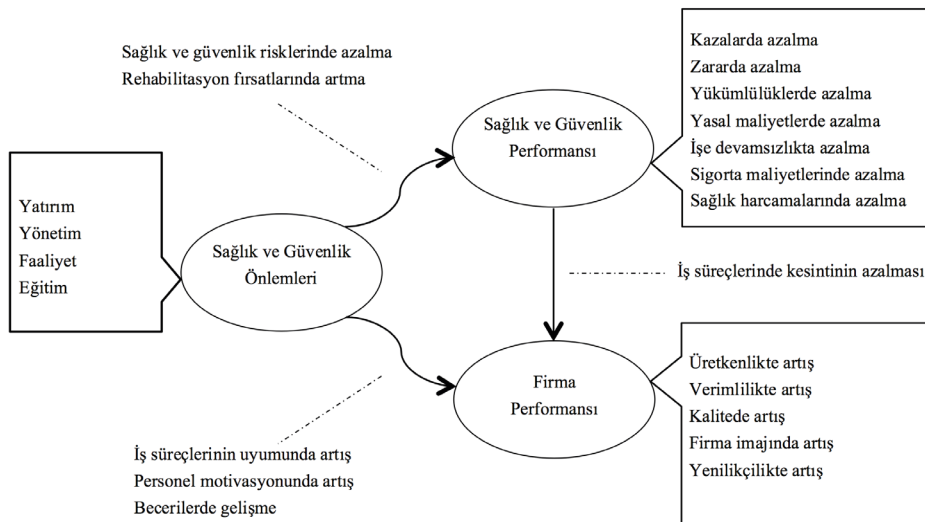 Sağlık ve güvenlik risklerinde azalma
Rehabilitasyon fırsatlarında artma
Kazalarda azalma
Zararda azalma
Yükümlülüklerde azalma
Yasal maliyetlerde azalma
İşe devamsızlıkta azalma
Sigorta maliyetlerinde azalma
Sağlık harcamalarında azalma
Sağlık ve Güvenlik
Performansı
Yatırım
Yönetim
Faaliyet
Eğitim
Sağlık ve Güvenlik
Önlemleri
İş süreçlerinde kesintinin azalması
Firma
Performansı
Üretkenlikte artış
Verimlilikte artış
Kalitede artış
Firma imajında artış
Yenilikçilikte artış
İş süreçlerinin uyumunda artış
Personel motivasyonunda artış
Becerilerde gelişme